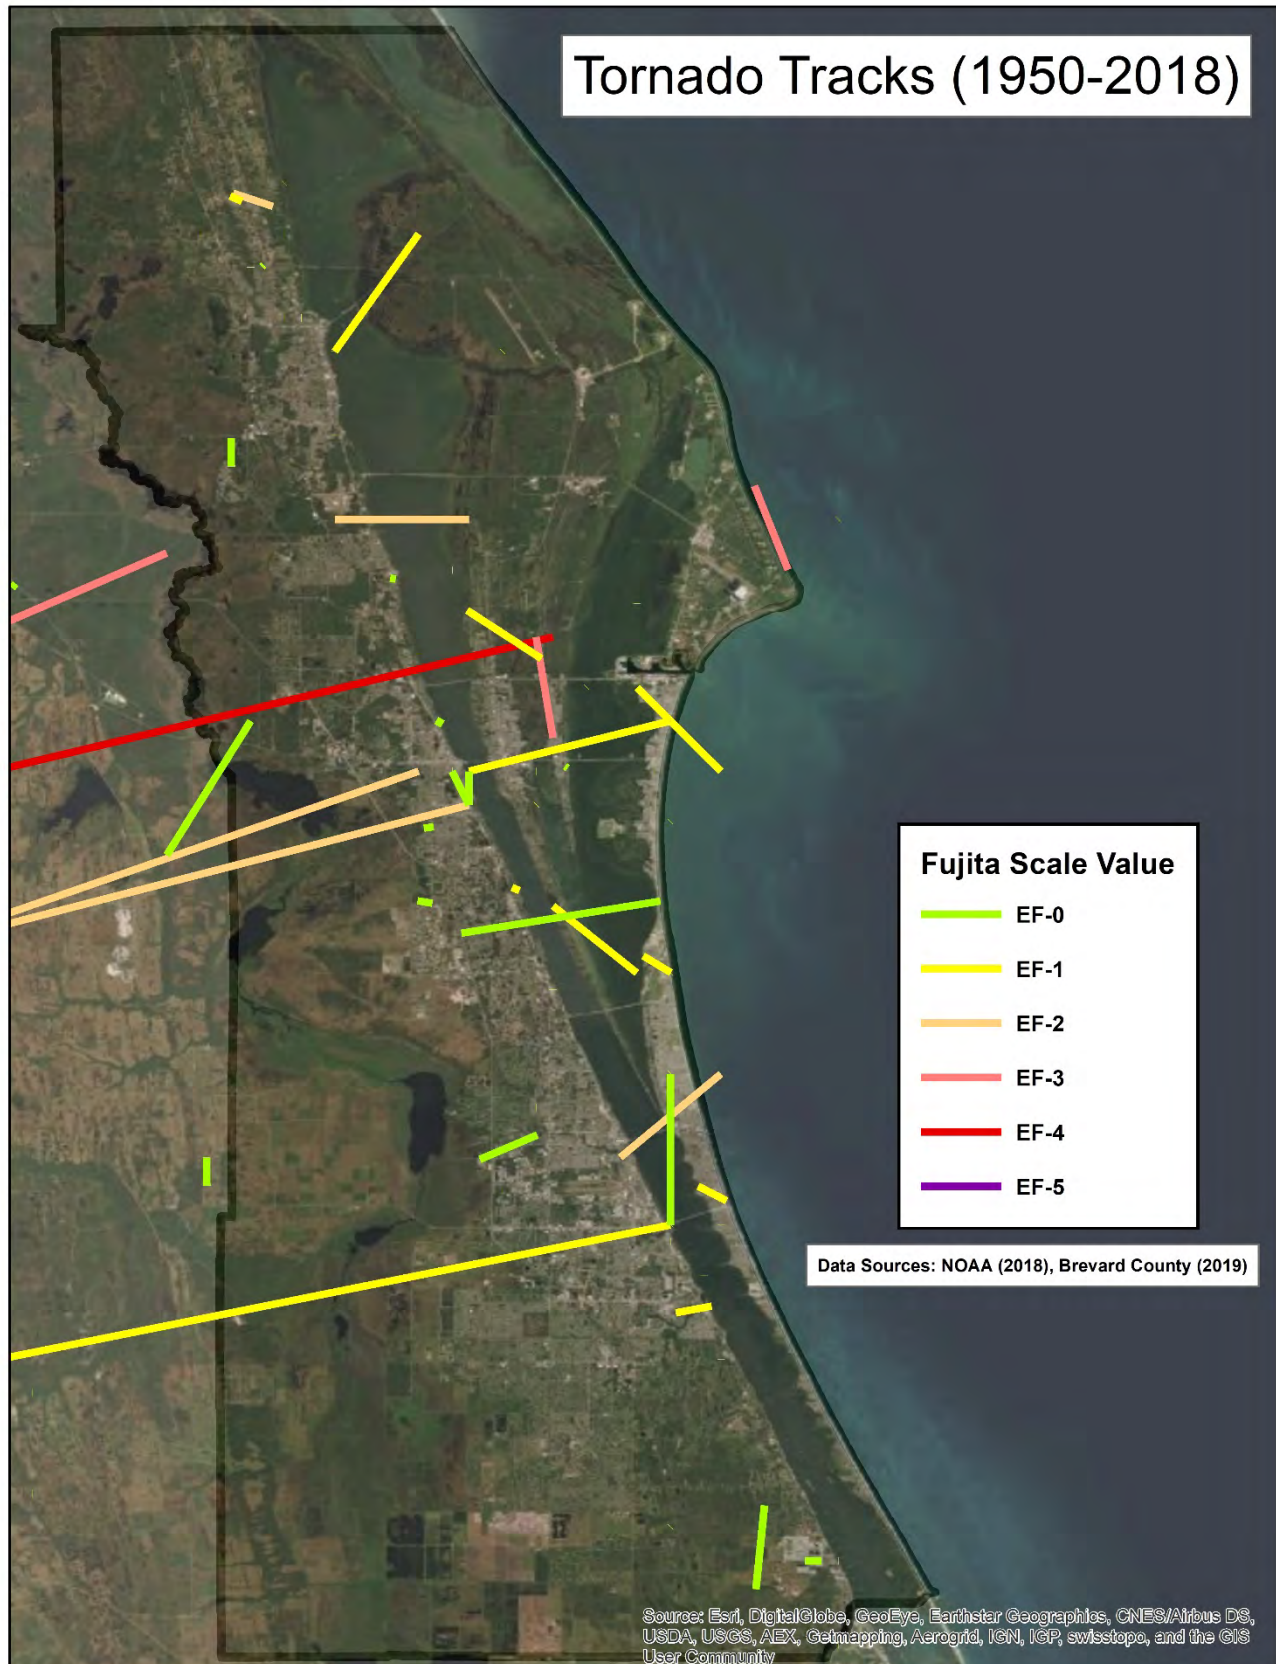 Tornado Tracks (1950-2018)
Fujita Scale Value
EF-0
EF-1
EF-2
EF-3
EF-4
EF-5
Data Sources: NOAA (2018), Brevard County (2019)
Source: Esri, DigitalGlobe, GeoEye, Earthstar Geographics, CNES/Airbus DS,
USDA, USGS, AEX, Getmapping, Aerogrid, IGN, IGP, swisstopo, and the GIS
User Community